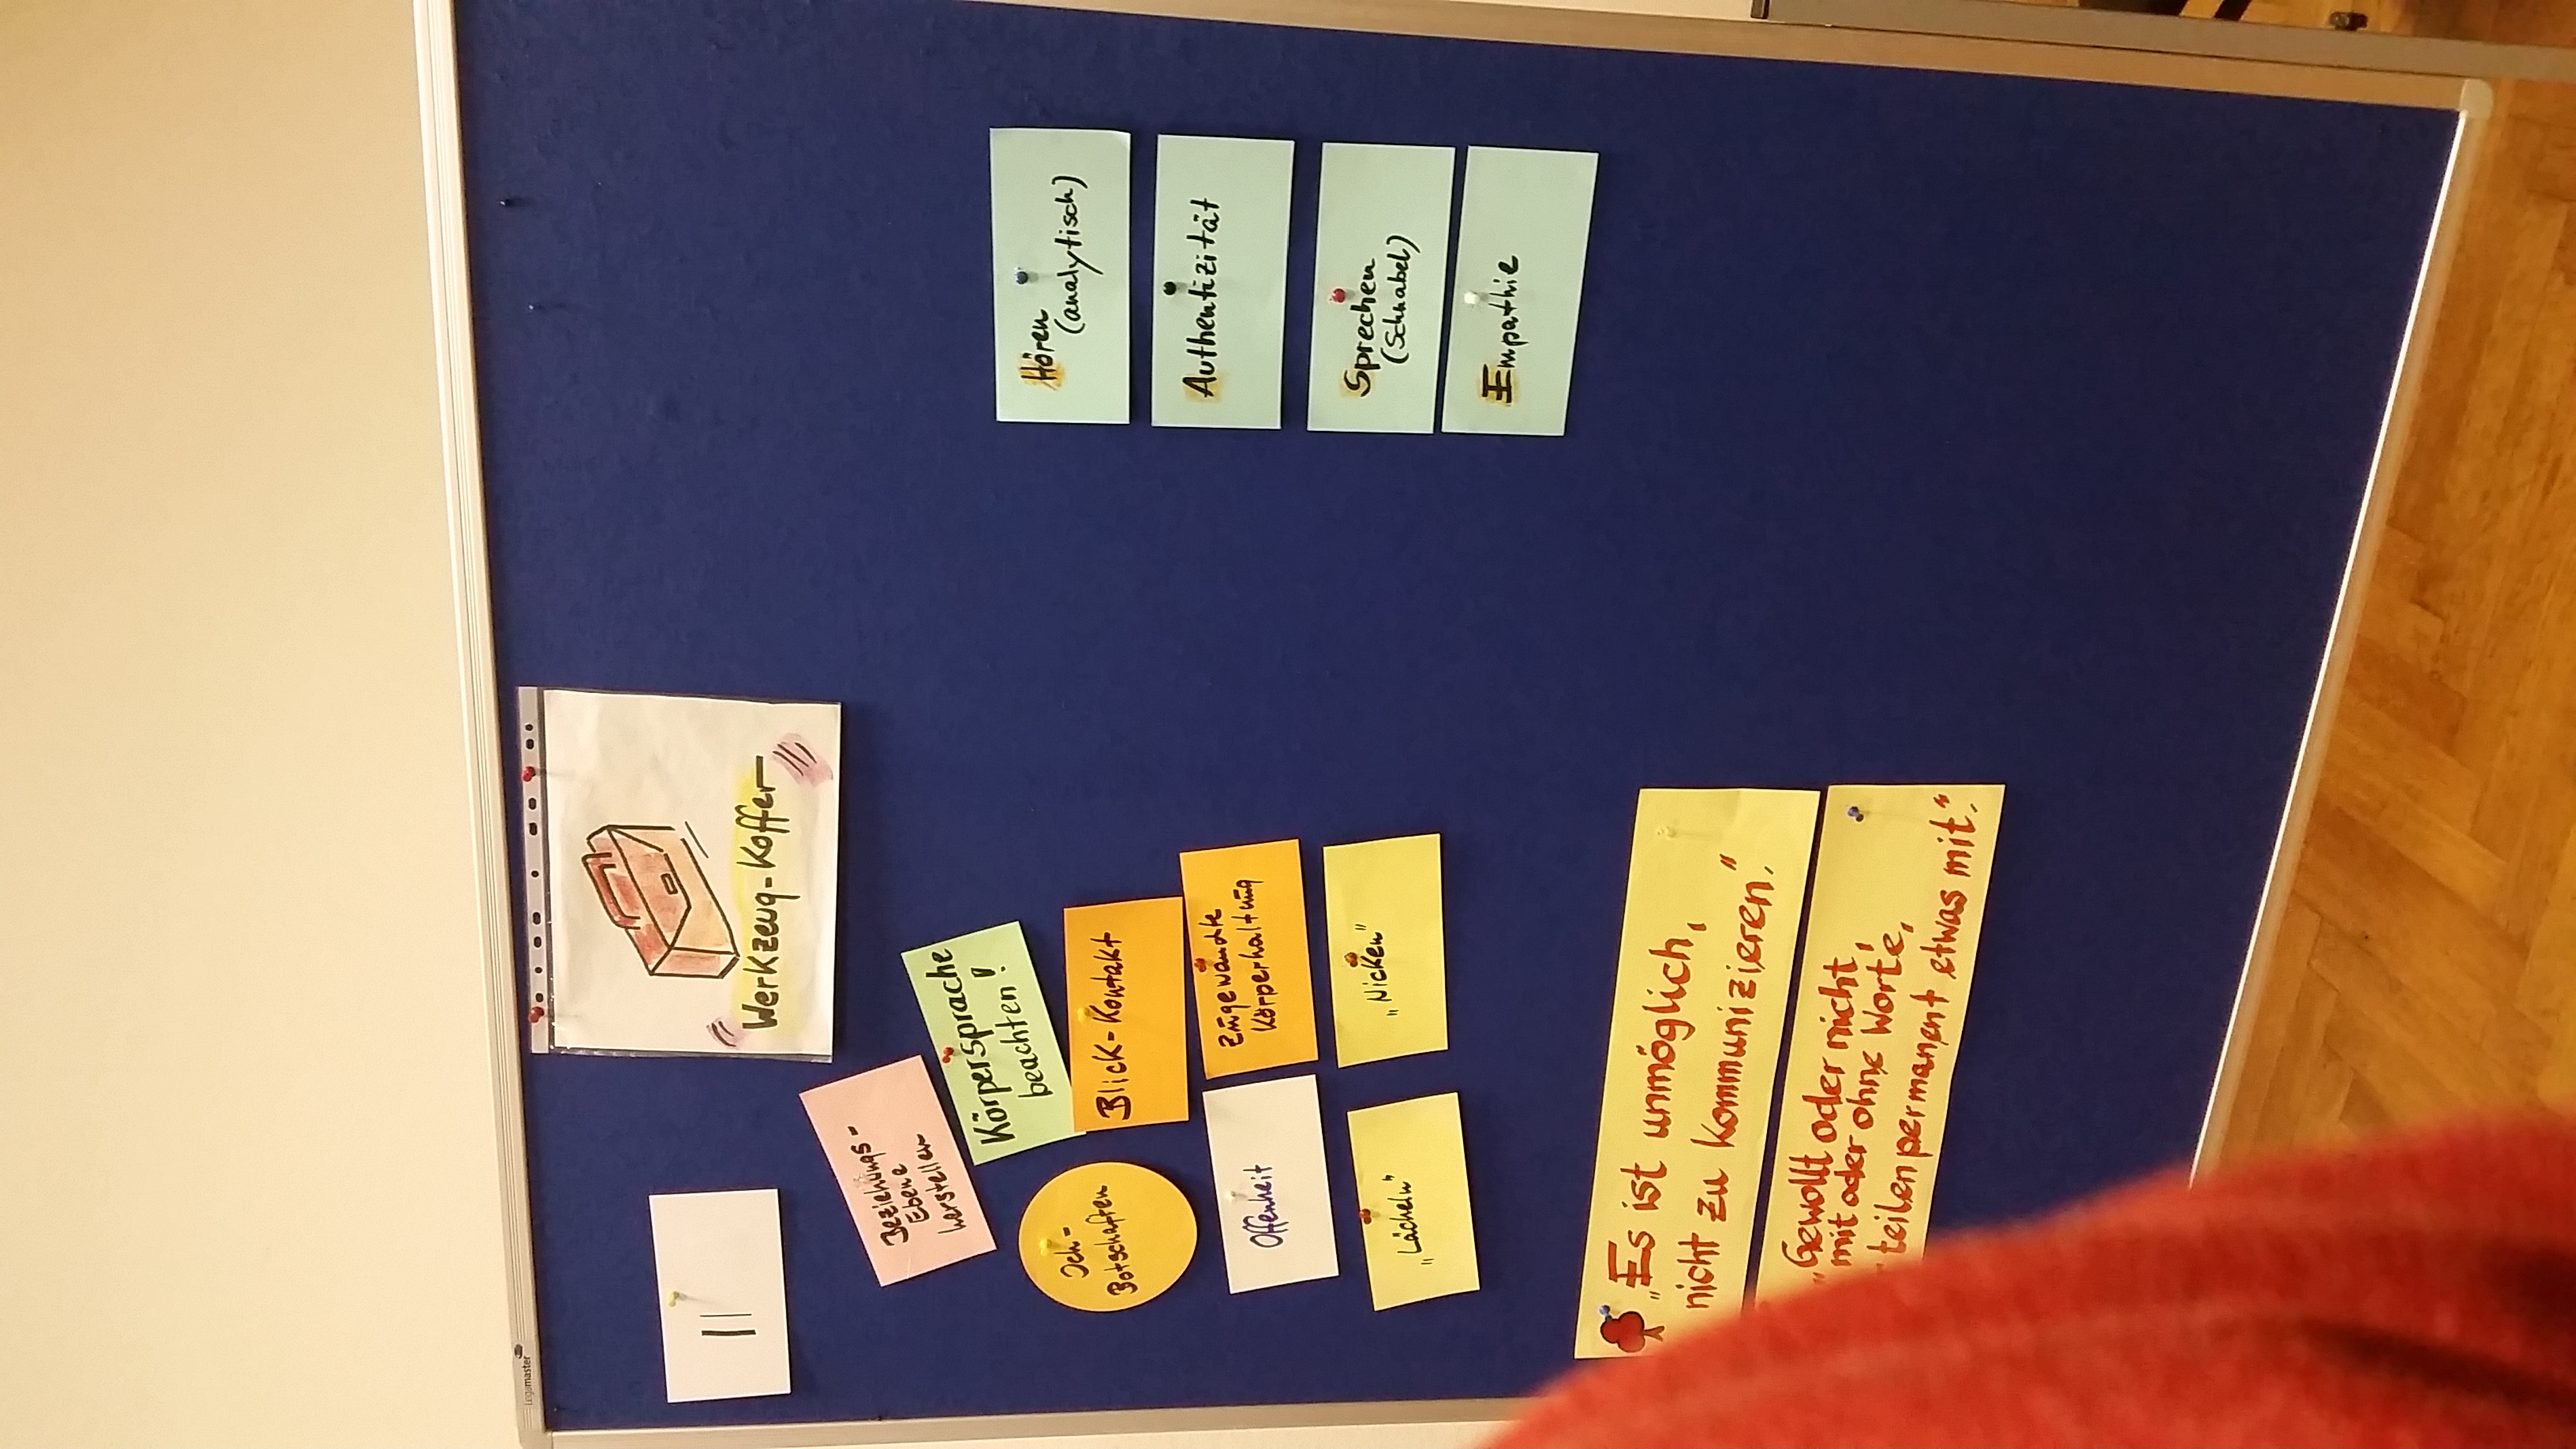 Legamaster
Werkzeug-Koffer
||
Beziehungs-
Ebene
herstellen
Körpersprache
beachten!
Ich-
Botschaften
Blick-Kontakt
Offenheit
Zugewandte
Körperhaltung
„Lächeln"
„Nicken"
„Es ist unmöglich,
nicht zu kommunizieren."
„Gewollt oder nicht,
mit oder ohne Worte,
teilen permanent etwas mit."
Hören
(analytisch)
Authentizität
Sprechen
(Schnabel)
Empathie